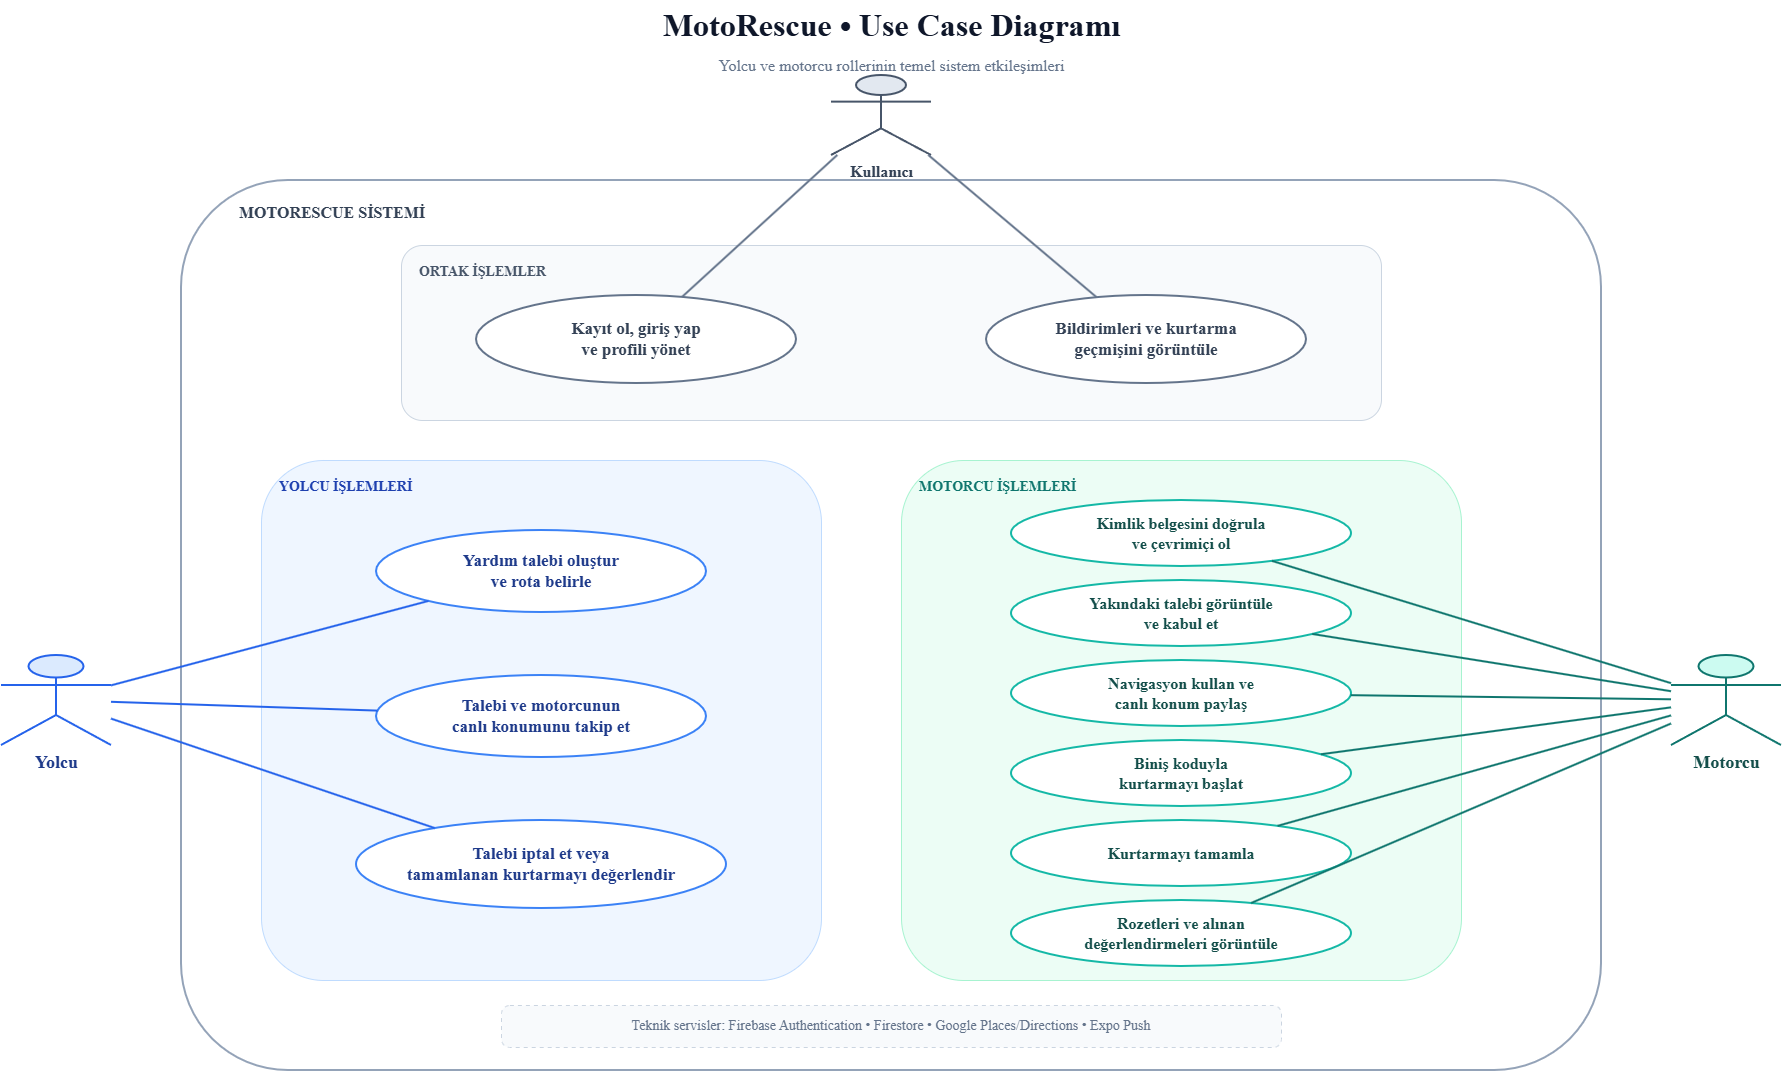 MotoRescue • Use Case Diagramı
Yolcu ve motorcu rollerinin temel sistem etkileşimleri
Kullanıcı
MOTORESCUE SİSTEMİ
ORTAK İŞLEMLER
Kayıt ol, giriş yap
ve profili yönet
Bildirimleri ve kurtarma
geçmişini görüntüle
YOLCU İŞLEMLERİ
Yardım talebi oluştur
ve rota belirle
Talebi ve motorcunun
canlı konumunu takip et
Talebi iptal et veya
tamamlanan kurtarmayı değerlendir
Yolcu
MOTORCU İŞLEMLERİ
Kimlik belgesini doğrula
ve çevrimiçi ol
Yakındaki talebi görüntüle
ve kabul et
Navigasyon kullan ve
canlı konum paylaş
Biniş koduyla
kurtarmayı başlat
Kurtarmayı tamamla
Rozetleri ve alınan
değerlendirmeleri görüntüle
Motorcu
Teknik servisler: Firebase Authentication • Firestore • Google Places/Directions • Expo Push